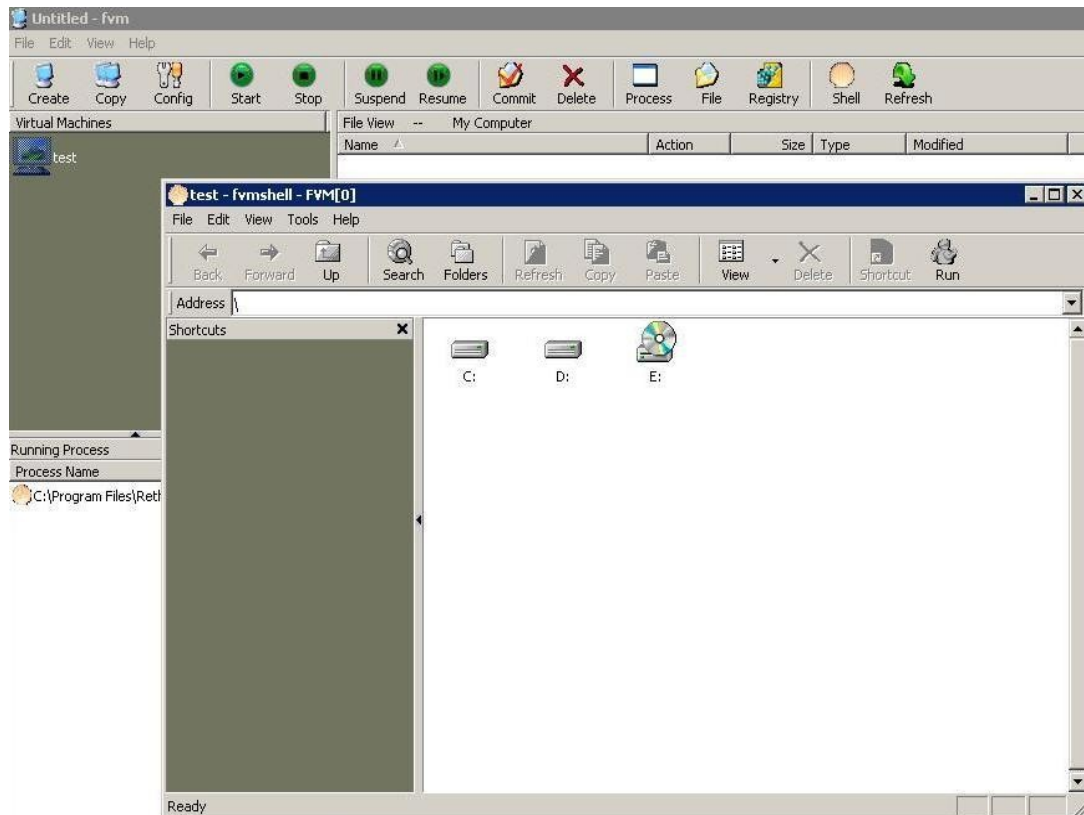 Untitled - fvm
File Edit View Help
Create Copy Config Start Stop Suspend Resume Commit Delete Process File Registry Shell Refresh
Virtual Machines
File View -- My Computer
Name Action Size Type Modified
test
test - fvmshell - FVM[0]
File Edit View Tools Help
Back Forward Up Search Folders Refresh Copy Paste View Delete Shortcut Run
Address \
Shortcuts
C: D: E:
Running Process
Process Name
C:\Program Files\Reth
Ready